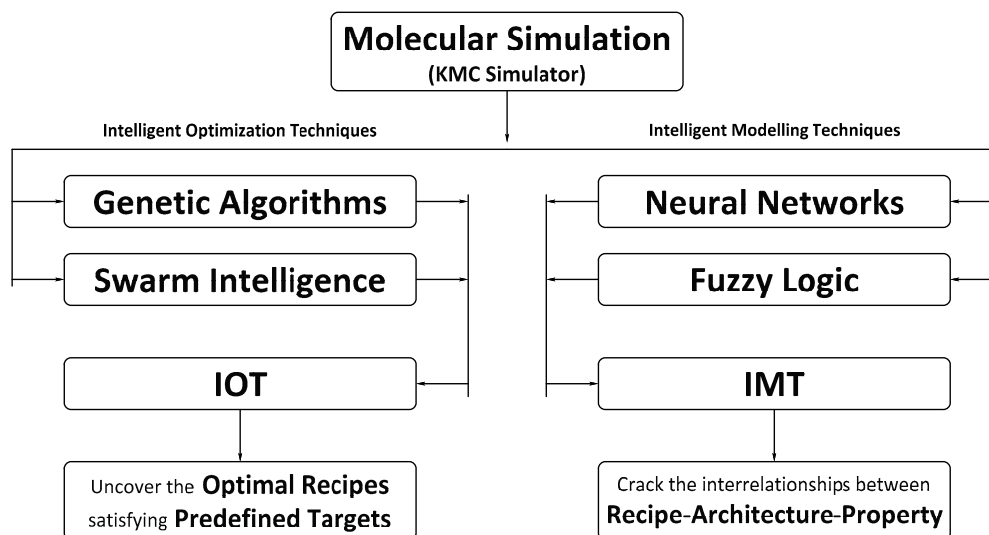 Molecular Simulation
(KMC Simulator)
Intelligent Optimization Techniques
Intelligent Modelling Techniques
Genetic Algorithms
Neural Networks
Swarm Intelligence
Fuzzy Logic
IOT
IMT
Uncover the Optimal Recipes
satisfying Predefined Targets
Crack the interrelationships between
Recipe-Architecture-Property